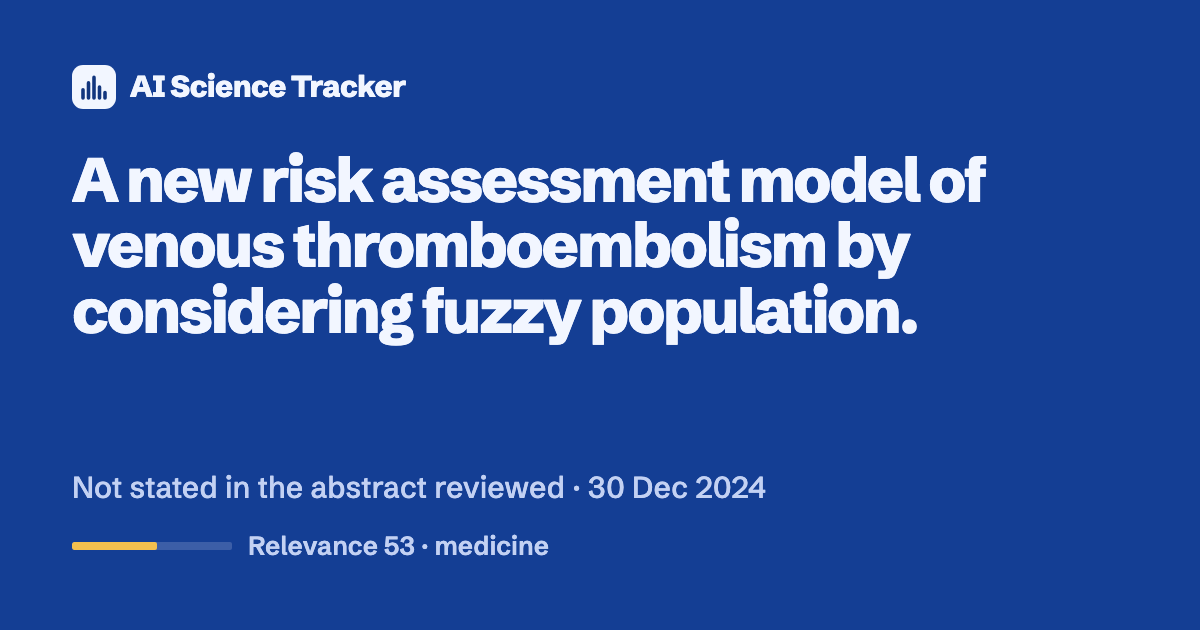 AI Science Tracker
A new risk assessment model of
venous thromboembolism by
considering fuzzy population.
Not stated in the abstract reviewed · 30 Dec 2024
Relevance 53 · medicine